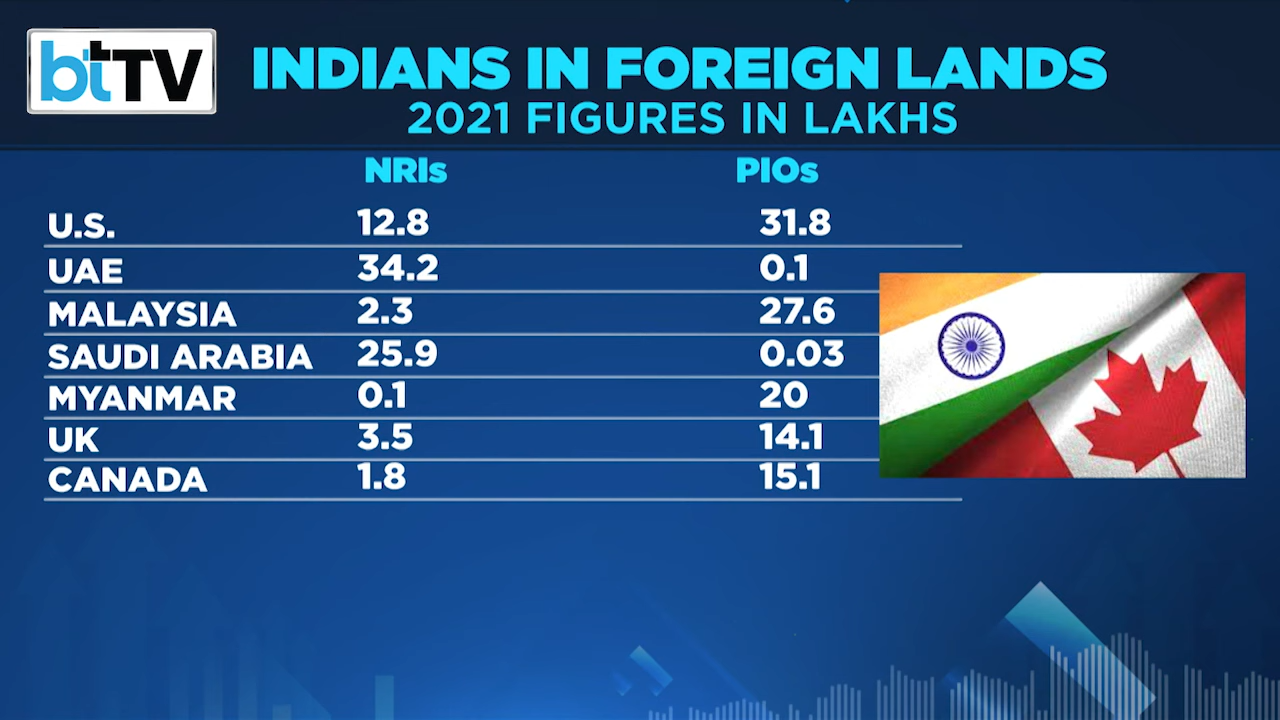 btTV
INDIANS IN FOREIGN LANDS
2021 FIGURES IN LAKHS
NRIs PIOs
U.S. 12.8 31.8
UAE 34.2 0.1
MALAYSIA 2.3 27.6
SAUDI ARABIA 25.9 0.03
MYANMAR 0.1 20
UK 3.5 14.1
CANADA 1.8 15.1